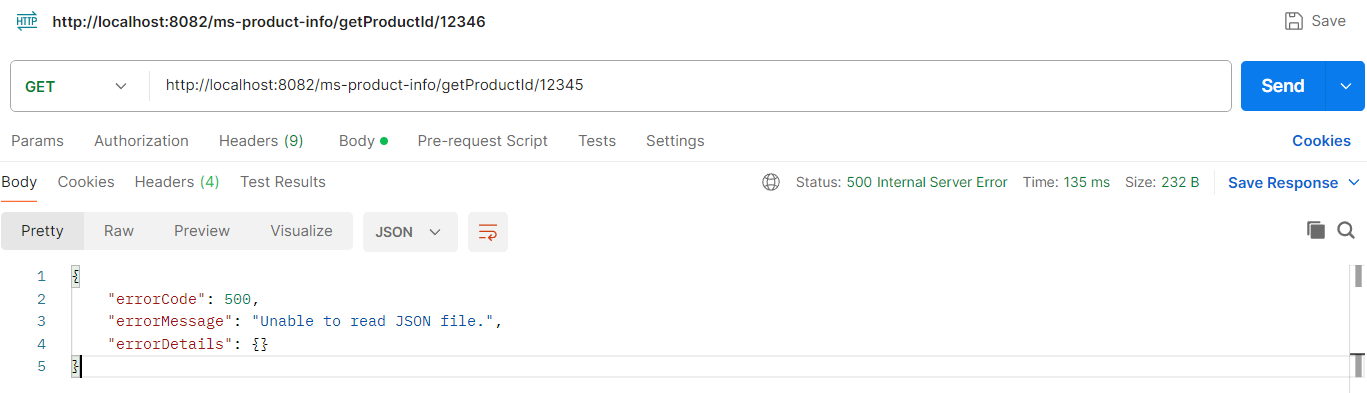 HTTP http://localhost:8082/ms-product-info/getProductId/12346 Save
GET http://localhost:8082/ms-product-info/getProductId/12345 Send
Params Authorization Headers (9) Body Pre-request Script Tests Settings Cookies
Body Cookies Headers (4) Test Results Status: 500 Internal Server Error Time: 135 ms Size: 232 B Save Response
Pretty Raw Preview Visualize JSON
1 {
2 "errorCode": 500,
3 "errorMessage": "Unable to read JSON file.",
4 "errorDetails": {}
5 }